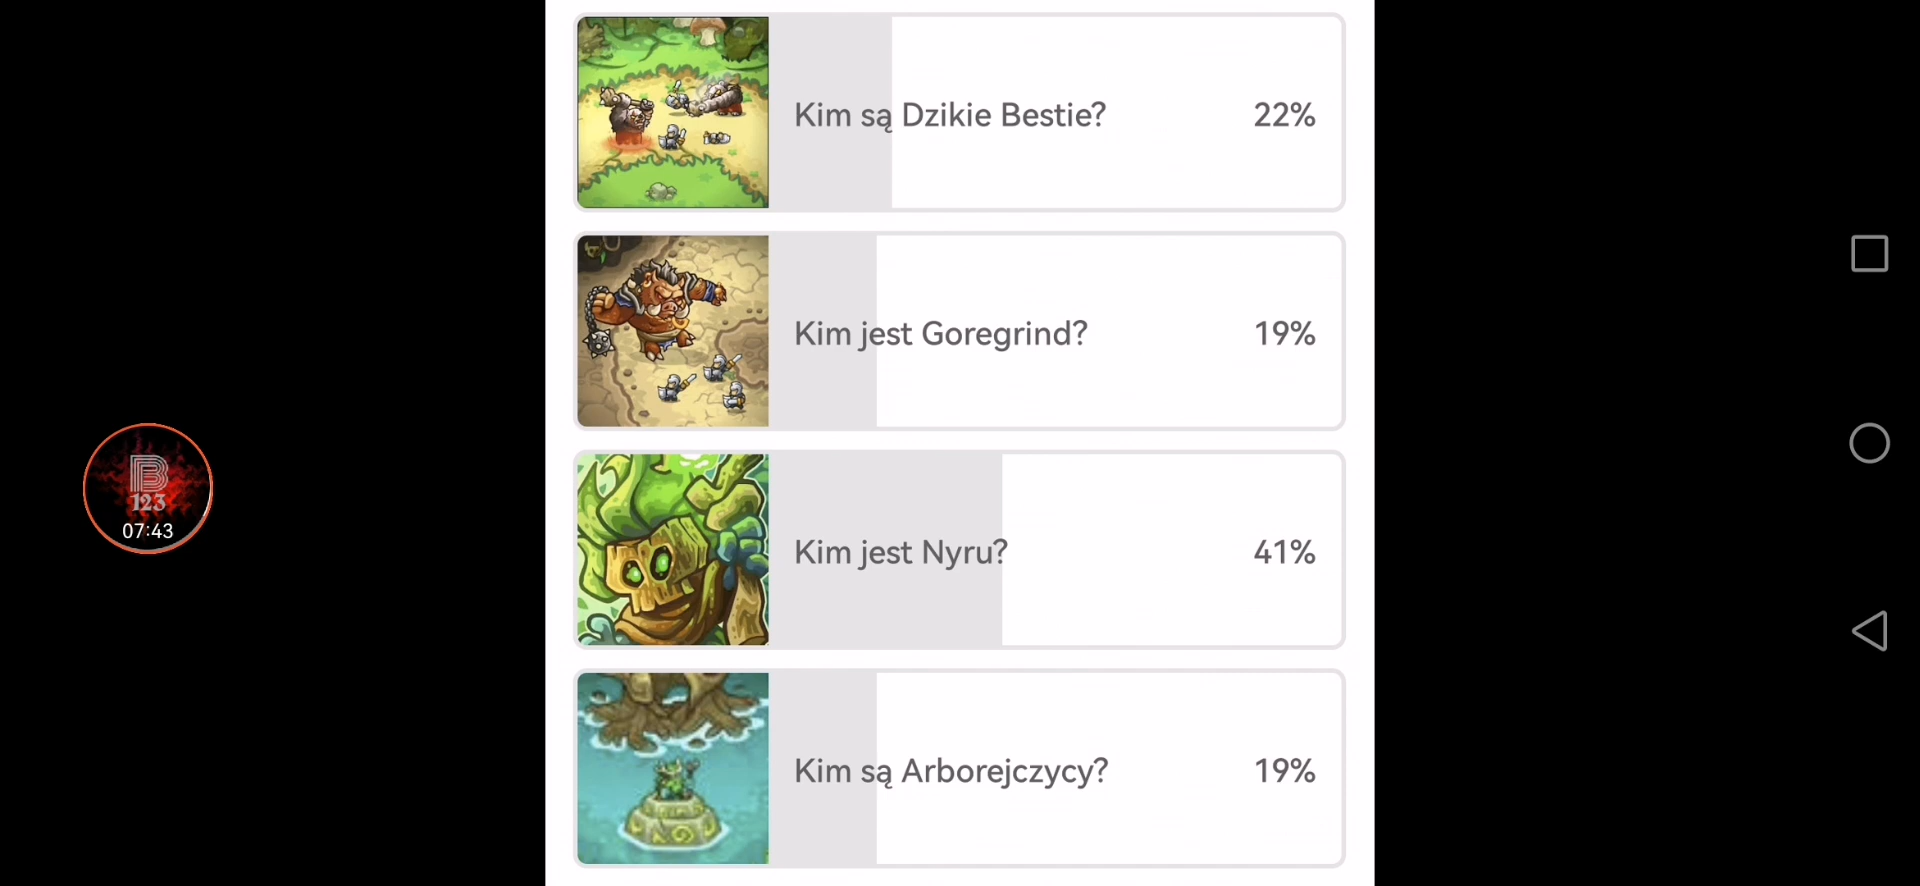 Kim są Dzikie Bestie? 22%
Kim jest Goregrind? 19%
B
123
07:43
Kim jest Nyru? 41%
Kim są Arborejczycy? 19%